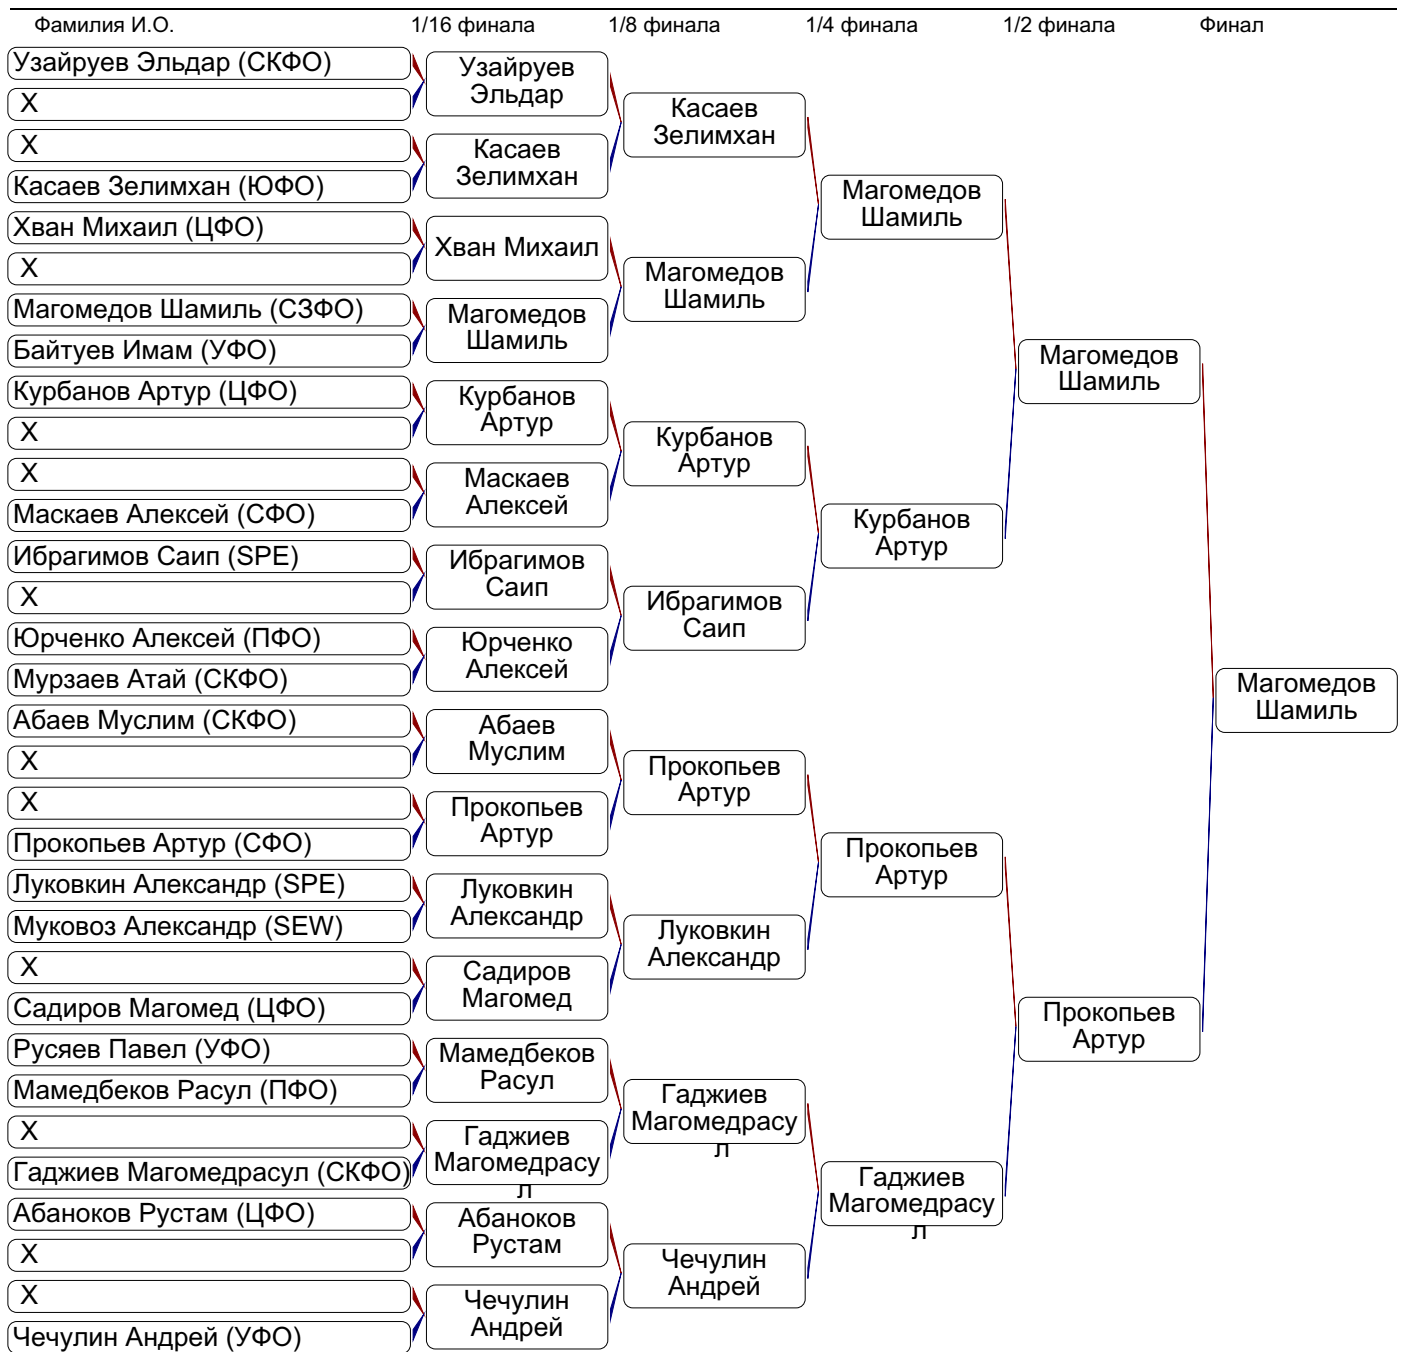 Фамилия И.О.
1/16 финала
1/8 финала
1/4 финала
1/2 финала
Финал
Узайруев Эльдар (СКФО)
X
X
Касаев Зелимхан (ЮФО)
Хван Михаил (ЦФО)
X
Магомедов Шамиль (СЗФО)
Байтуев Имам (УФО)
Курбанов Артур (ЦФО)
X
X
Маскаев Алексей (СФО)
Ибрагимов Саип (SPE)
X
Юрченко Алексей (ПФО)
Мурзаев Атай (СКФО)
Абаев Муслим (СКФО)
X
X
Прокопьев Артур (СФО)
Луковкин Александр (SPE)
Муковоз Александр (SEW)
X
Садиров Магомед (ЦФО)
Русяев Павел (УФО)
Мамедбеков Расул (ПФО)
X
Гаджиев Магомедрасул (СКФО)
Абаноков Рустам (ЦФО)
X
X
Чечулин Андрей (УФО)
Узайруев
Эльдар
Касаев
Зелимхан
Хван Михаил
Магомедов
Шамиль
Курбанов
Артур
Маскаев
Алексей
Ибрагимов
Саип
Юрченко
Алексей
Абаев
Муслим
Прокопьев
Артур
Луковкин
Александр
Садиров
Магомед
Мамедбеков
Расул
Гаджиев
Магомедрасу
л
Абаноков
Рустам
Чечулин
Андрей
Касаев
Зелимхан
Магомедов
Шамиль
Курбанов
Артур
Ибрагимов
Саип
Прокопьев
Артур
Луковкин
Александр
Гаджиев
Магомедрасу
л
Чечулин
Андрей
Магомедов
Шамиль
Курбанов
Артур
Прокопьев
Артур
Гаджиев
Магомедрасу
л
Магомедов
Шамиль
Прокопьев
Артур
Магомедов
Шамиль